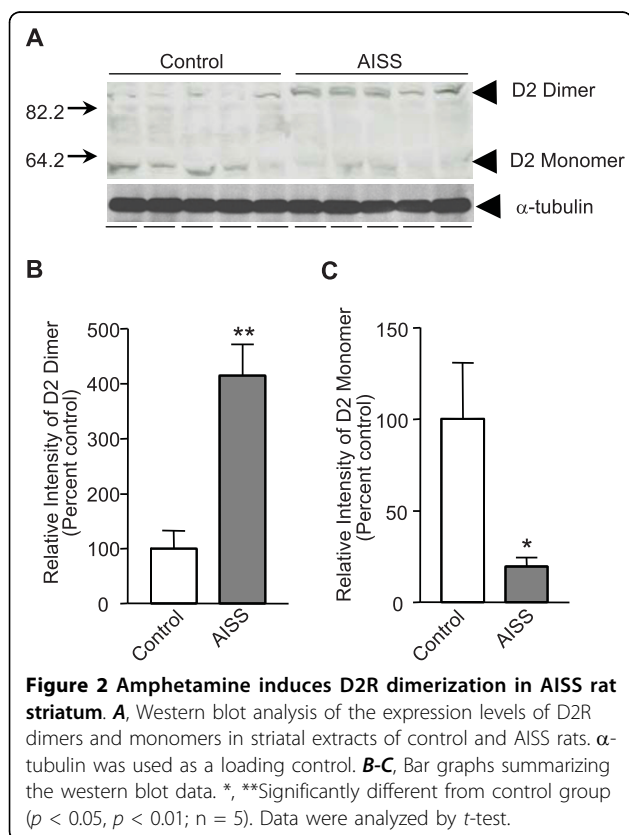 A
Control
AISS
82.2
D2 Dimer
64.2
D2 Monomer
α-tubulin
B
Relative Intensity of D2 Dimer
(Percent control)
500
400
300
200
100
0
**
Control
AISS
C
Relative Intensity of D2 Monomer
(Percent control)
150
100
50
0
*
Control
AISS
Figure 2 Amphetamine induces D2R dimerization in AISS rat
striatum. A, Western blot analysis of the expression levels of D2R
dimers and monomers in striatal extracts of control and AISS rats. α-
tubulin was used as a loading control. B-C, Bar graphs summarizing
the western blot data. *, **Significantly different from control group
(p < 0.05, p < 0.01; n = 5). Data were analyzed by t-test.